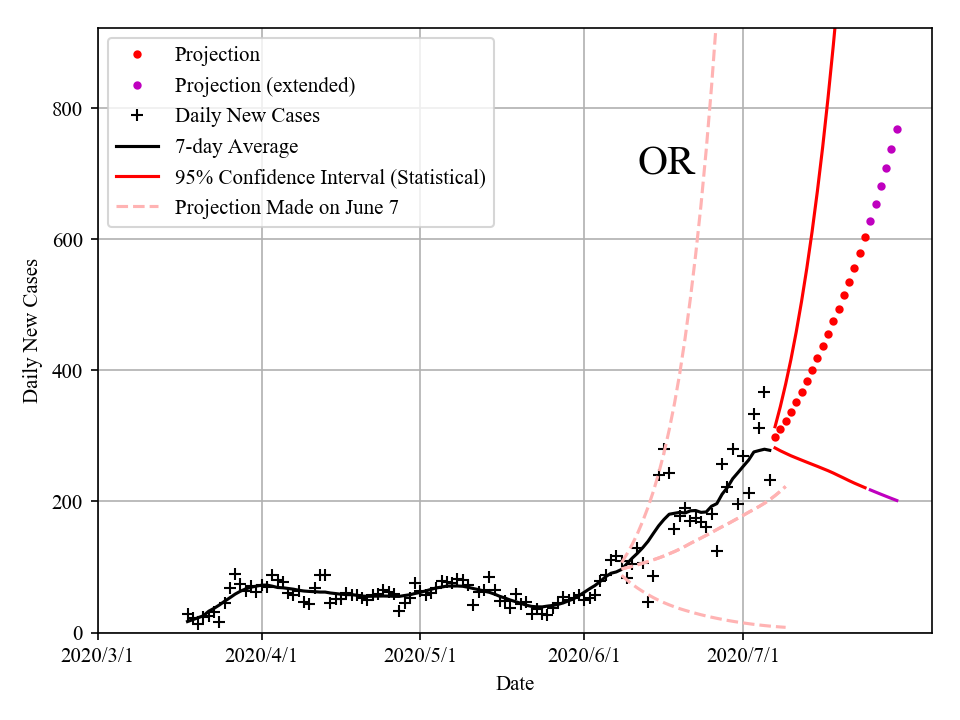 Projection
Projection (extended)
Daily New Cases
7-day Average
95% Confidence Interval (Statistical)
Projection Made on June 7
OR
800
600
400
200
0
Daily New Cases
2020/3/1 2020/4/1 2020/5/1 2020/6/1 2020/7/1
Date